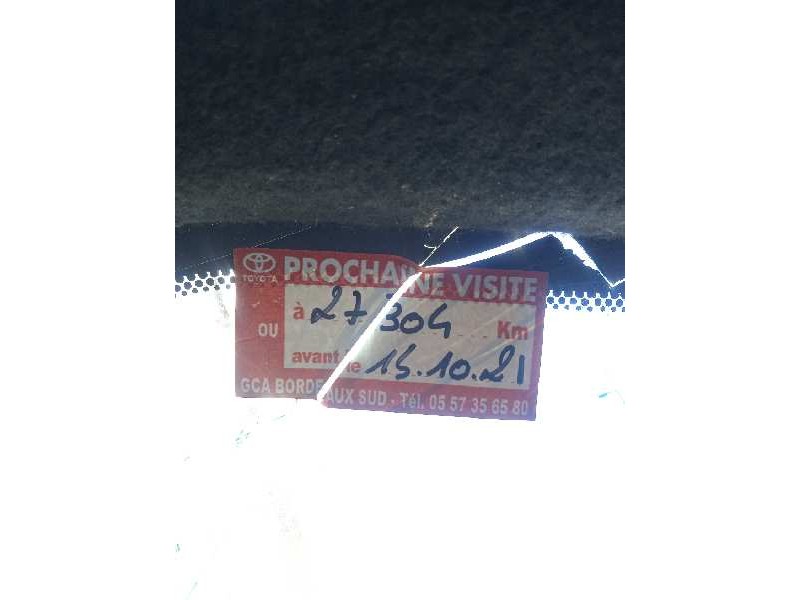 TOYOTA
PROCHAINE VISITE
à 27 304 Km
OU
avant le 15.10.21
GCA BORDEAUX SUD - Tél. 05 57 35 65 80